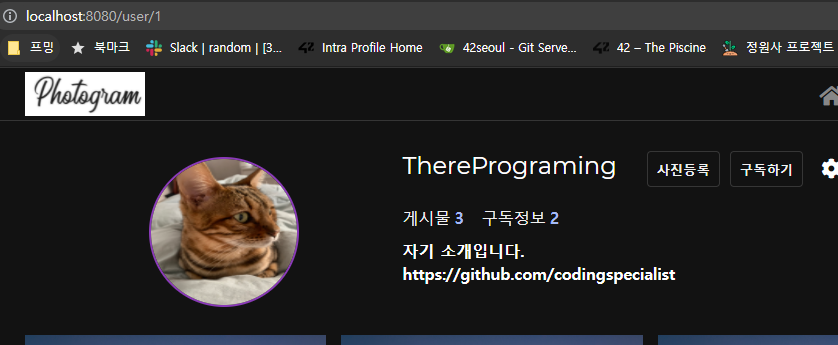 localhost:8080/user/1
프밍 북마크 Slack | random | [3... Intra Profile Home 42seoul - Git Serve... 42 – The Piscine 정원사 프로젝트
Photogram
TherePrograming 사진등록 구독하기
게시물 3 구독정보 2
자기 소개입니다.
https://github.com/codingspecialist